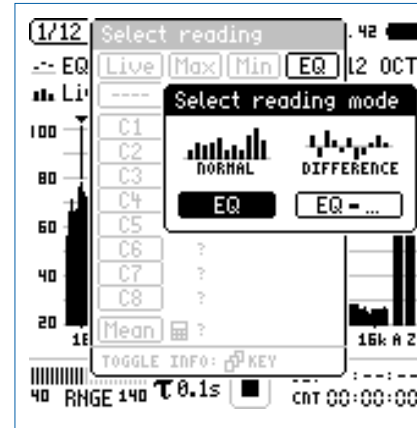 1/12 Select reading .42
EQ Live Max Min EQ 12 OCT
Li ----
Select reading mode
NORMAL DIFFERENCE
EQ EQ - ...
100 C1
C2
80 C3
C4
60 C5
C6 ?
40 C7 ?
C8 ?
20 Mean ?
16 16k A Z
TOGGLE INFO: KEY
40 RNGE 140 τ 0.1s CNT 00:00:00
--:--:--